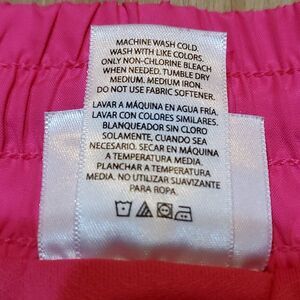 MACHINE WASH COLD.
WASH WITH LIKE COLORS.
ONLY NON-CHLORINE BLEACH
WHEN NEEDED. TUMBLE DRY
MEDIUM. MEDIUM IRON.
DO NOT USE FABRIC SOFTENER.
LAVAR A MÁQUINA EN AGUA FRÍA.
LAVAR CON COLORES SIMILARES.
BLANQUEADOR SIN CLORO
SOLAMENTE, CUANDO SEA
NECESARIO. SECAR EN MÁQUINA
A TEMPERATURA MEDIA.
PLANCHAR A TEMPERATURA
MEDIA. NO UTILIZAR SUAVIZANTE
PARA ROPA.